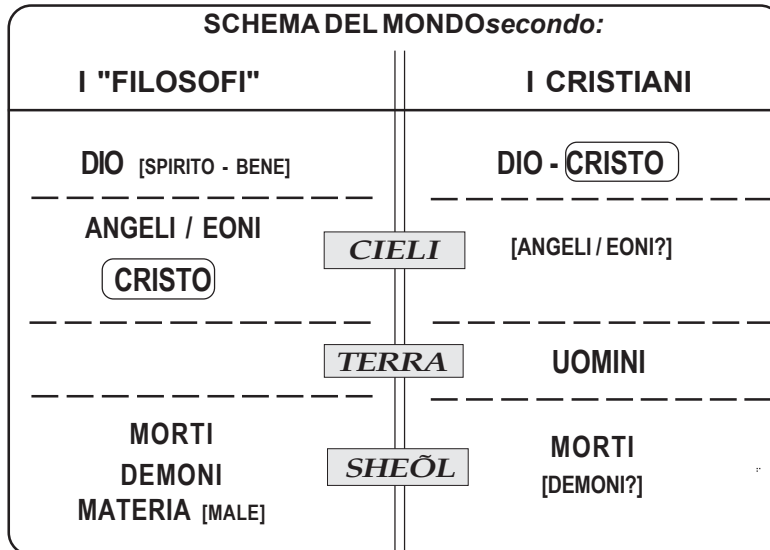 SCHEMA DEL MONDO secondo:
I "FILOSOFI"
I CRISTIANI
DIO [SPIRITO - BENE]
DIO - CRISTO
ANGELI / EONI
CRISTO
CIELI
[ANGELI / EONI?]
TERRA
UOMINI
MORTI
DEMONI
MATERIA [MALE]
SHEÕL
MORTI
[DEMONI?]